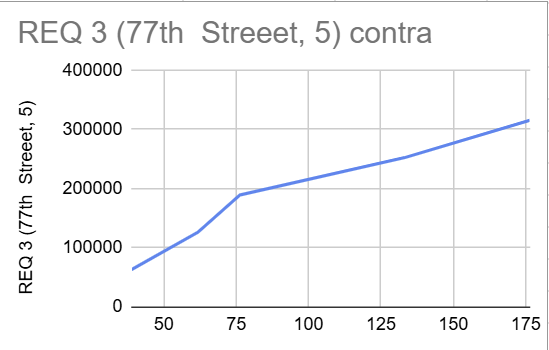 REQ 3 (77th  Streeet, 5) contra
400000
300000
200000
100000
0
REQ 3 (77th  Streeet, 5)
50 75 100 125 150 175